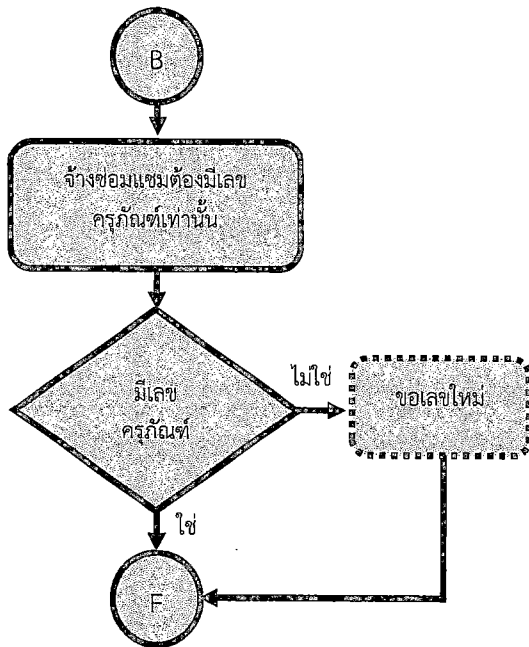 B
จ้างซ่อมแซมต้องมีเลข
ครุภัณฑ์เท่านั้น
มีเลข
ครุภัณฑ์
ไม่ใช่
ขอเลขใหม่
ใช่
F